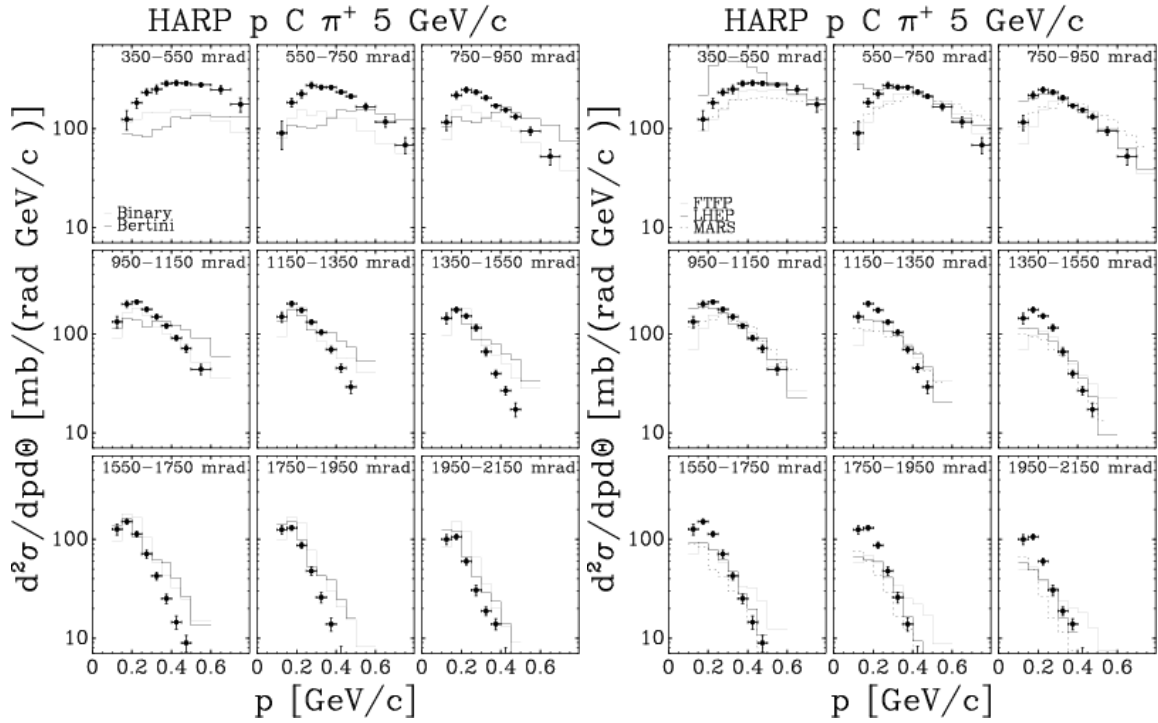 HARP p C π⁺ 5 GeV/c
350−550 mrad
550−750 mrad
750−950 mrad
100
10
Binary
Bertini
950−1150 mrad
1150−1350 mrad
1350−1550 mrad
100
10
1550−1750 mrad
1750−1950 mrad
1950−2150 mrad
100
10
0 0.2 0.4 0.6 0.2 0.4 0.6 0.2 0.4 0.6
d²σ/dpdΘ [mb/(rad GeV/c )]
p [GeV/c]
HARP p C π⁺ 5 GeV/c
350−550 mrad
550−750 mrad
750−950 mrad
100
10
FTFP
LHEP
MARS
950−1150 mrad
1150−1350 mrad
1350−1550 mrad
100
10
1550−1750 mrad
1750−1950 mrad
1950−2150 mrad
100
10
0 0.2 0.4 0.6 0.2 0.4 0.6 0.2 0.4 0.6
d²σ/dpdΘ [mb/(rad GeV/c )]
p [GeV/c]